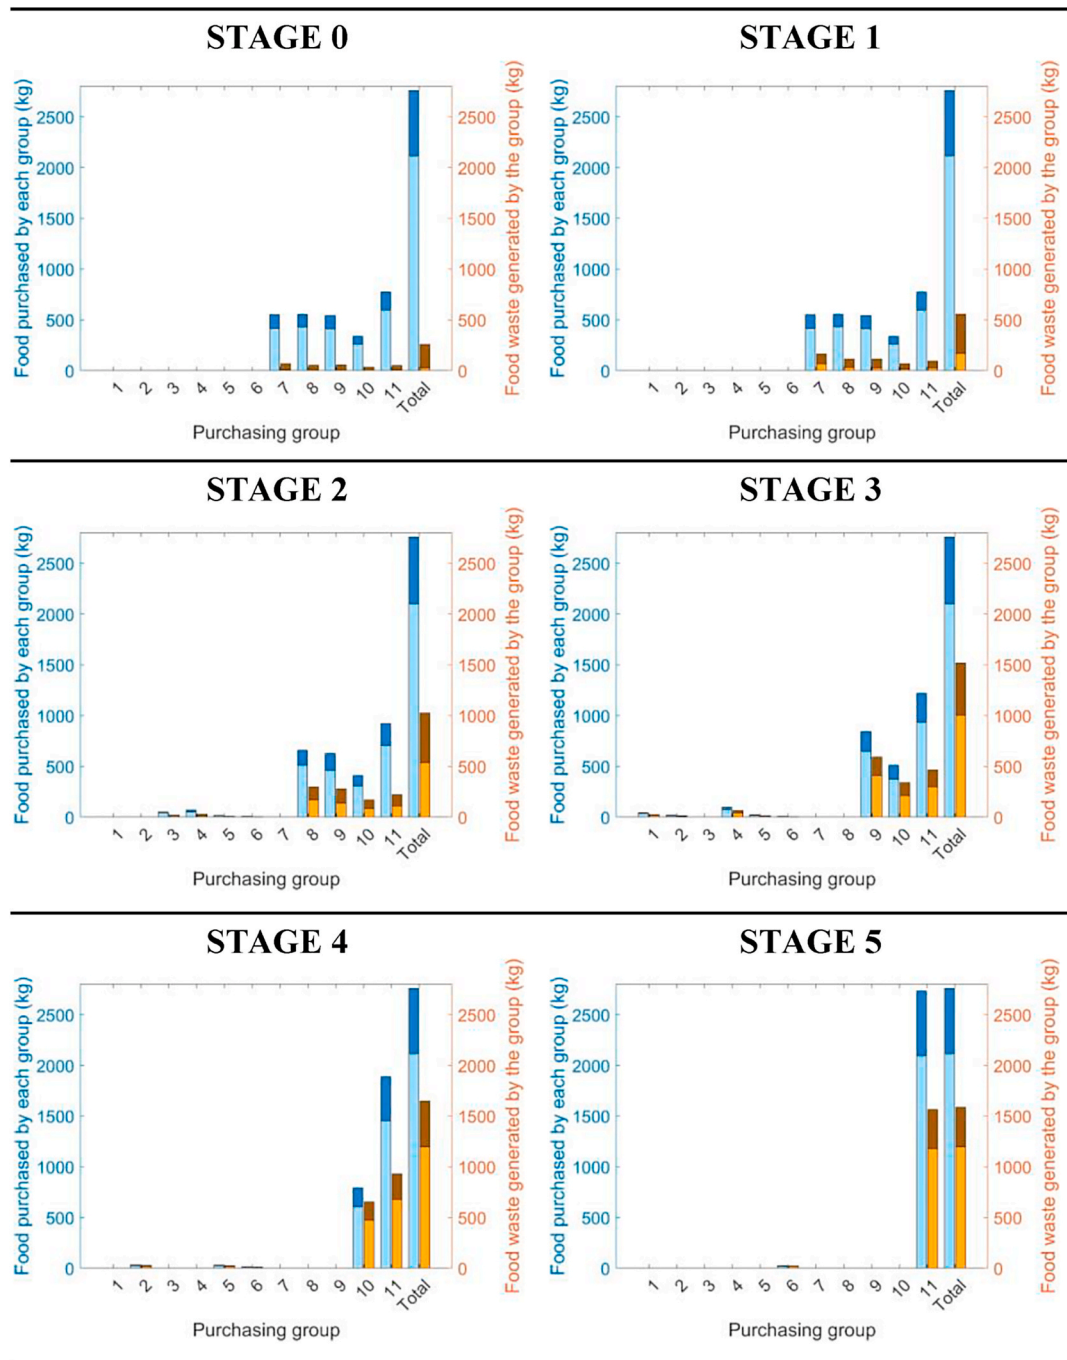 STAGE 0
Food purchased by each group (kg)
2500
2000
1500
1000
500
0
1 2 3 4 5 6 7 8 9 10 11 Total
Purchasing group
2500
2000
1500
1000
500
0
Food waste generated by the group (kg)
STAGE 1
Food purchased by each group (kg)
2500
2000
1500
1000
500
0
1 2 3 4 5 6 7 8 9 10 11 Total
Purchasing group
2500
2000
1500
1000
500
0
Food waste generated by the group (kg)
STAGE 2
Food purchased by each group (kg)
2500
2000
1500
1000
500
0
1 2 3 4 5 6 7 8 9 10 11 Total
Purchasing group
2500
2000
1500
1000
500
0
Food waste generated by the group (kg)
STAGE 3
Food purchased by each group (kg)
2500
2000
1500
1000
500
0
1 2 3 4 5 6 7 8 9 10 11 Total
Purchasing group
2500
2000
1500
1000
500
0
Food waste generated by the group (kg)
STAGE 4
Food purchased by each group (kg)
2500
2000
1500
1000
500
0
1 2 3 4 5 6 7 8 9 10 11 Total
Purchasing group
2500
2000
1500
1000
500
0
Food waste generated by the group (kg)
STAGE 5
Food purchased by each group (kg)
2500
2000
1500
1000
500
0
1 2 3 4 5 6 7 8 9 10 11 Total
Purchasing group
2500
2000
1500
1000
500
0
Food waste generated by the group (kg)